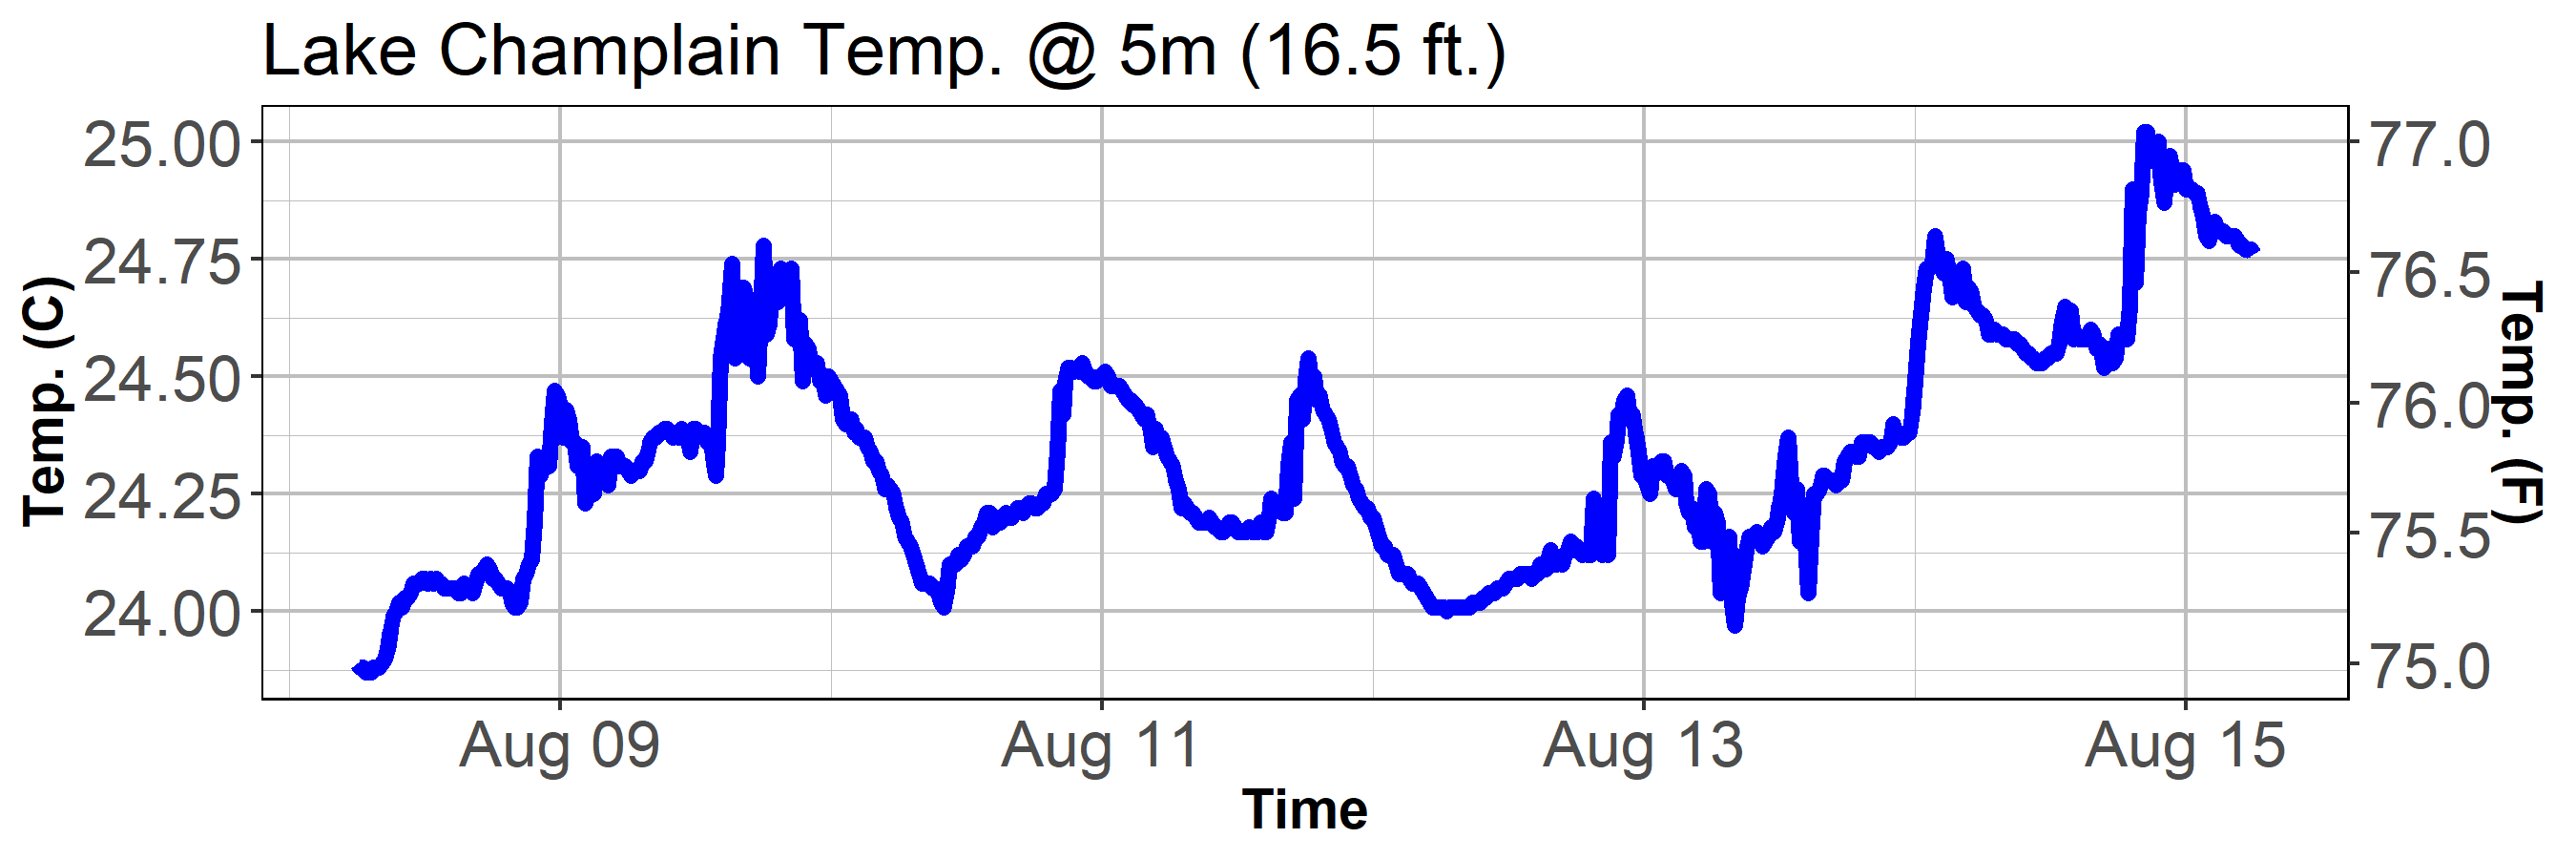 Lake Champlain Temp. @ 5m (16.5 ft.)
25.00
24.75
24.50
24.25
24.00
Temp. (C)
77.0
76.5
76.0
75.5
75.0
Temp. (F)
Aug 09 Aug 11 Aug 13 Aug 15
Time